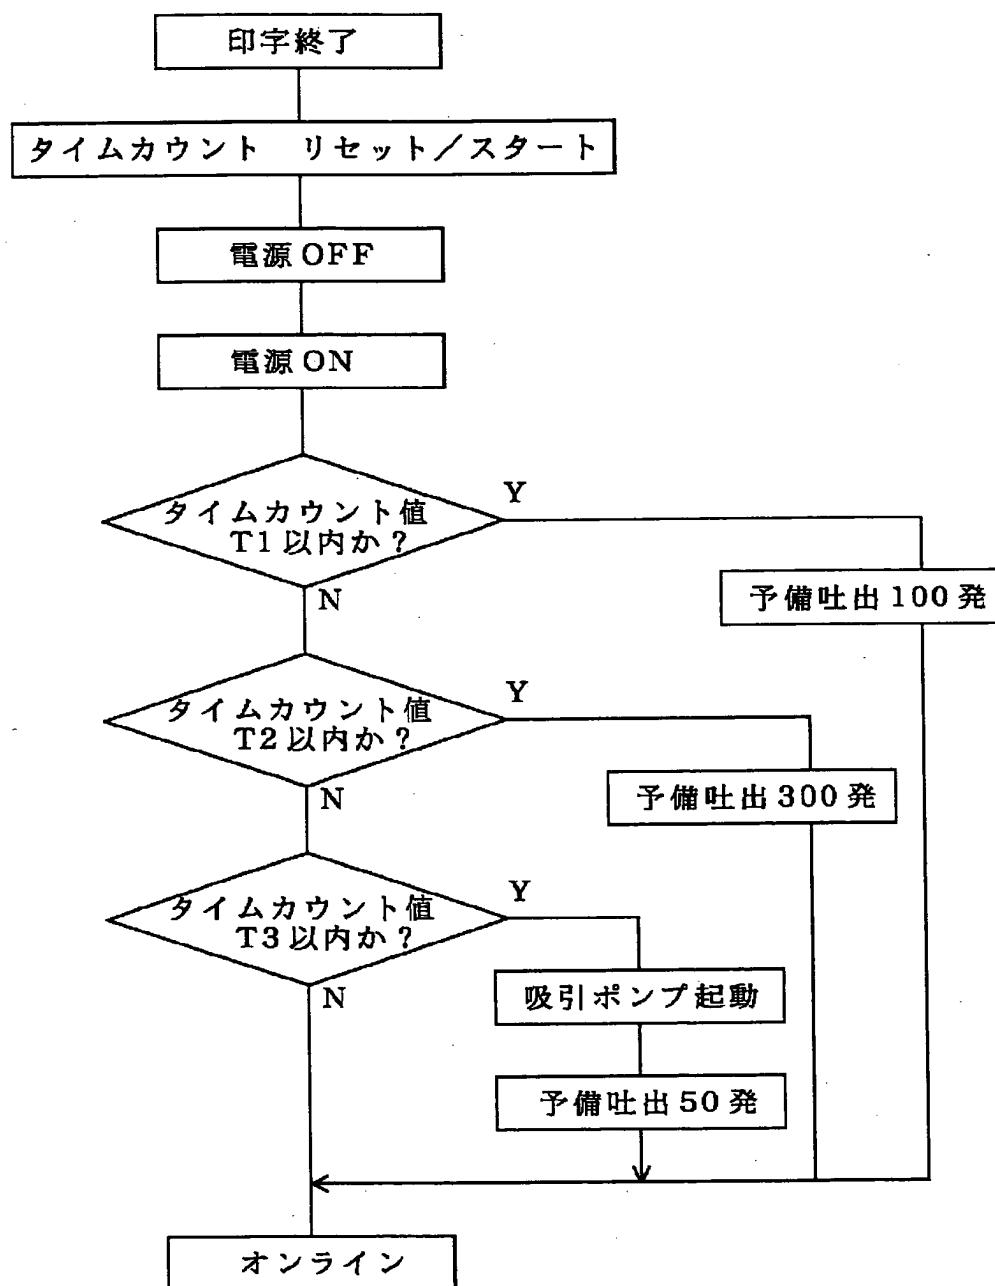 印字終了
タイムカウント リセット／スタート
電源OFF
電源ON
タイムカウント値
T1以内か？
Y
N
予備吐出100発
タイムカウント値
T2以内か？
Y
N
予備吐出300発
タイムカウント値
T3以内か？
Y
N
吸引ポンプ起動
予備吐出50発
オンライン